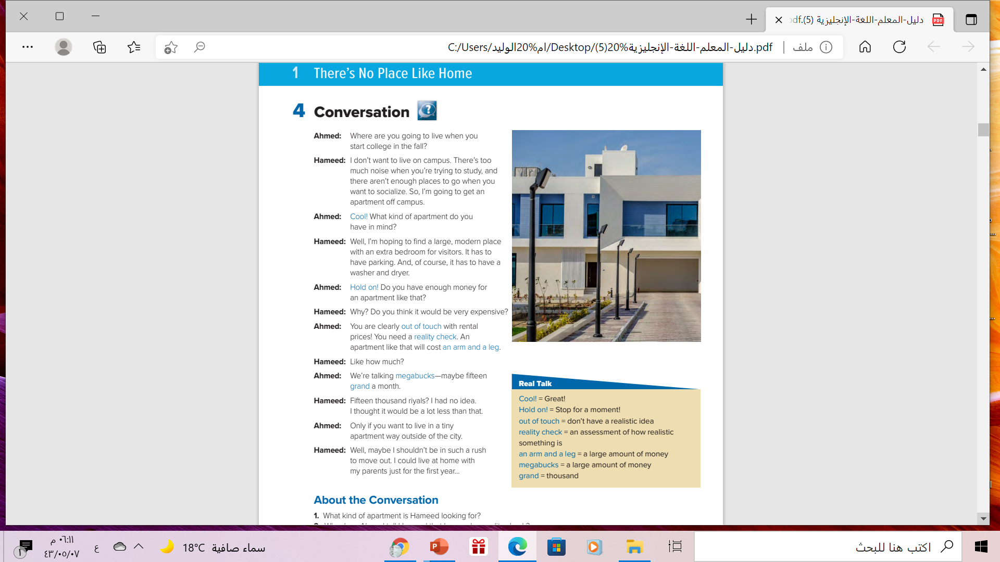 دليل-المعلم-اللغة-الإنجليزية (5).pdf
ملف
C:/Users/ام%20الوليد/Desktop/دليل-المعلم-اللغة-الإنجليزية%20(5).pdf
1 There's No Place Like Home
4 Conversation
Ahmed: Where are you going to live when you
start college in the fall?
Hameed: I don't want to live on campus. There's too
much noise when you're trying to study, and
there aren't enough places to go when you
want to socialize. So, I'm going to get an
apartment off campus.
Ahmed: Cool! What kind of apartment do you
have in mind?
Hameed: Well, I'm hoping to find a large, modern place
with an extra bedroom for visitors. It has to
have parking. And, of course, it has to have a
washer and dryer.
Ahmed: Hold on! Do you have enough money for
an apartment like that?
Hameed: Why? Do you think it would be very expensive?
Ahmed: You are clearly out of touch with rental
prices! You need a reality check. An
apartment like that will cost an arm and a leg.
Hameed: Like how much?
Ahmed: We're talking megabucks—maybe fifteen
grand a month.
Hameed: Fifteen thousand riyals? I had no idea.
I thought it would be a lot less than that.
Ahmed: Only if you want to live in a tiny
apartment way outside of the city.
Hameed: Well, maybe I shouldn't be in such a rush
to move out. I could live at home with
my parents just for the first year...
Real Talk
Cool! = Great!
Hold on! = Stop for a moment!
out of touch = don't have a realistic idea
reality check = an assessment of how realistic
something is
an arm and a leg = a large amount of money
megabucks = a large amount of money
grand = thousand
About the Conversation
1. What kind of apartment is Hameed looking for?
اكتب هنا للبحث
18°C سماء صافية
ع
٠٦:١١ م
٤٣/٠٥/٠٧
١